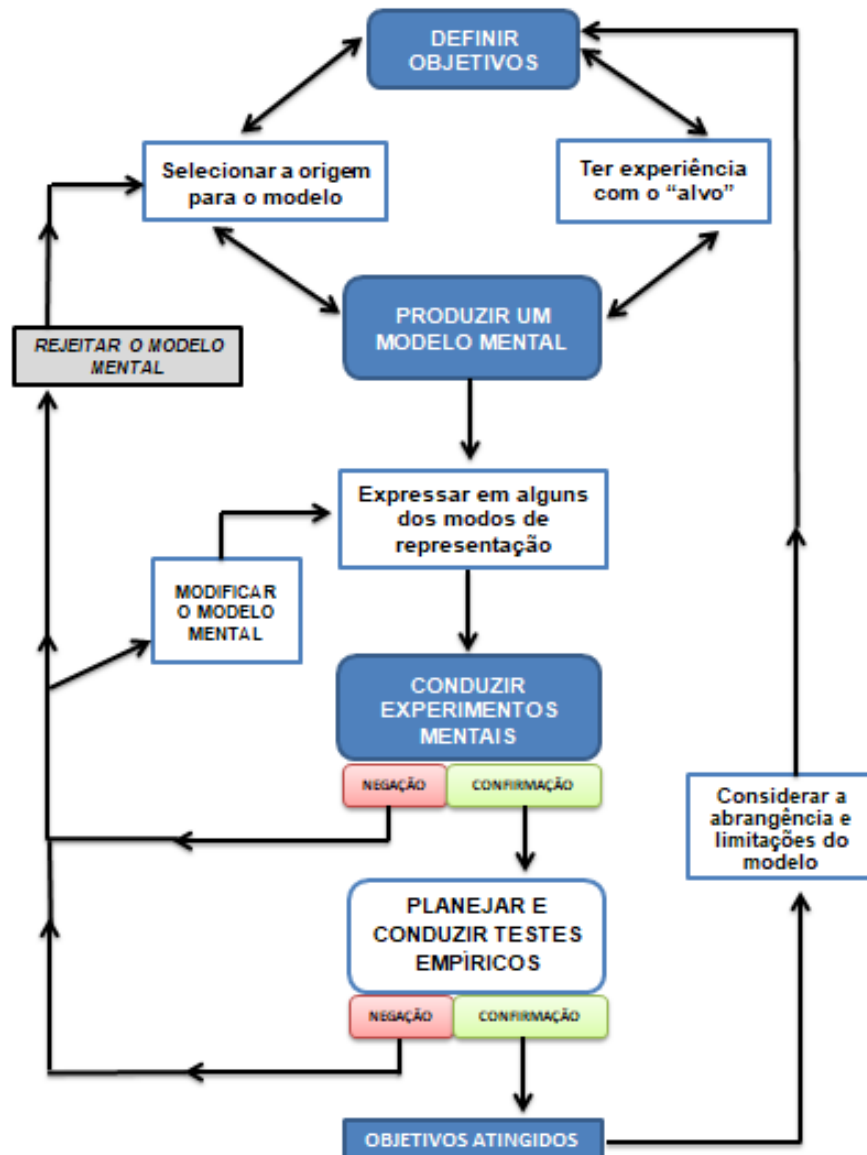 DEFINIR
OBJETIVOS
Selecionar a origem
para o modelo
Ter experiência
com o “alvo”
PRODUZIR UM
MODELO MENTAL
REJEITAR O MODELO
MENTAL
Expressar em alguns
dos modos de
representação
MODIFICAR
O MODELO
MENTAL
CONDUZIR
EXPERIMENTOS
MENTAIS
NEGAÇÃO
CONFIRMAÇÃO
Considerar a
abrangência e
limitações do
modelo
PLANEJAR E
CONDUZIR TESTES
EMPÌRICOS
NEGAÇÃO
CONFIRMAÇÃO
OBJETIVOS ATINGIDOS